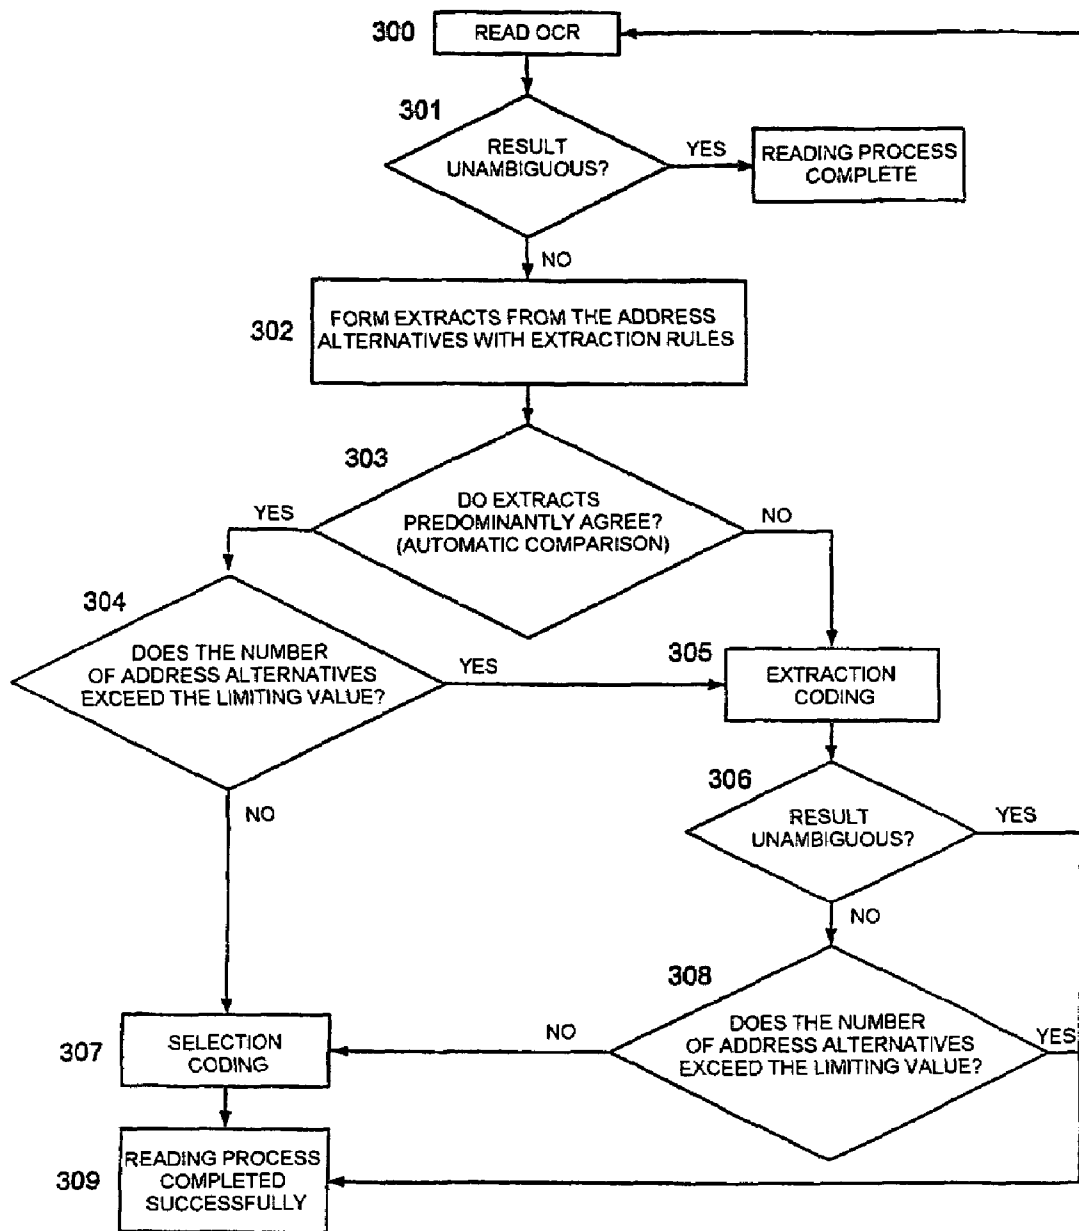 300
READ OCR
301
RESULT
UNAMBIGUOUS?
YES
READING PROCESS
COMPLETE
NO
302
FORM EXTRACTS FROM THE ADDRESS
ALTERNATIVES WITH EXTRACTION RULES
303
DO EXTRACTS
PREDOMINANTLY AGREE?
(AUTOMATIC COMPARISON)
YES
NO
304
DOES THE NUMBER
OF ADDRESS ALTERNATIVES
EXCEED THE LIMITING VALUE?
YES
305
EXTRACTION
CODING
NO
306
RESULT
UNAMBIGUOUS?
YES
NO
308
DOES THE NUMBER
OF ADDRESS ALTERNATIVES
EXCEED THE LIMITING VALUE?
NO
YES
307
SELECTION
CODING
309
READING PROCESS
COMPLETED
SUCCESSFULLY